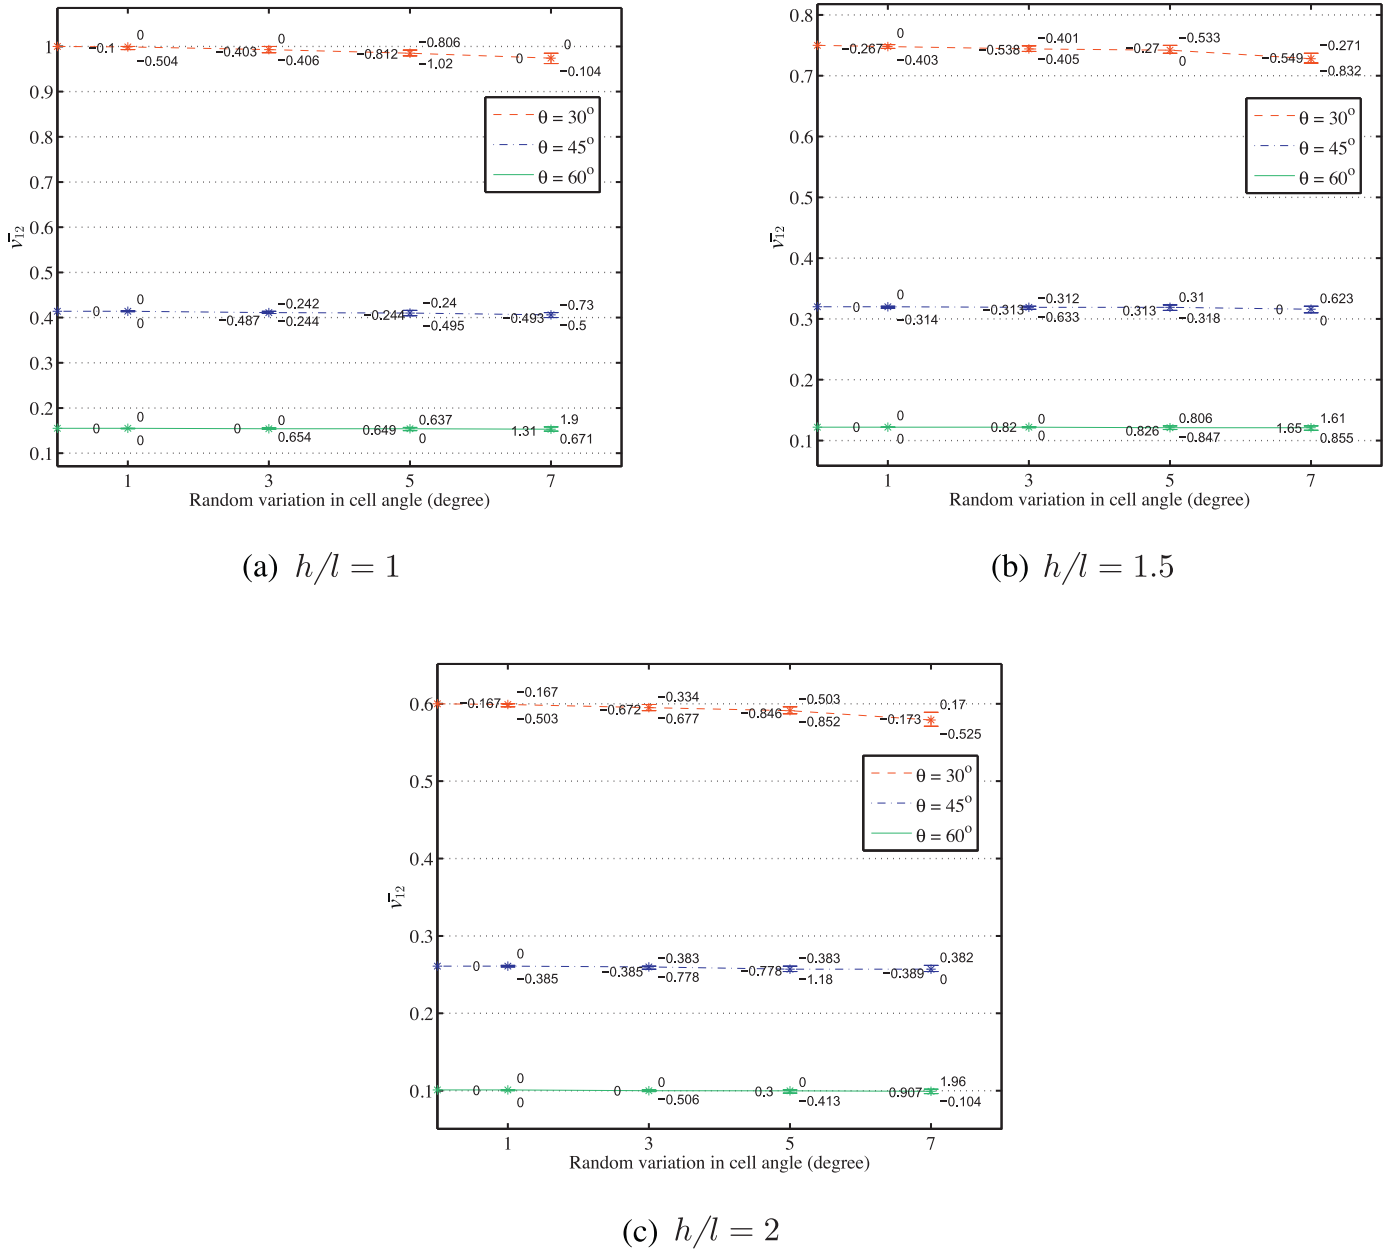 1
0.9
0.8
0.7
0.6
0.5
0.4
0.3
0.2
0.1
ν̅12
−0.1 0 −0.504
−0.403 0 −0.406
−0.812 −0.806 −1.02
0 0 −0.104
θ = 30o
θ = 45o
θ = 60o
0 0 0
−0.487 −0.242 −0.244
−0.244 −0.24 −0.495
−0.493 −0.73 −0.5
0 0 0
0 0 0.654
0.649 0.637 0
1.31 1.9 0.671
1 3 5 7
Random variation in cell angle (degree)
(a) h/l = 1
0.8
0.7
0.6
0.5
0.4
0.3
0.2
0.1
ν̅12
−0.267 0 −0.403
−0.538 −0.401 −0.405
−0.27 −0.533 0
−0.549 −0.271 −0.832
θ = 30o
θ = 45o
θ = 60o
0 0 −0.314
−0.313 −0.312 −0.633
0.313 0.31 −0.318
0 0.623 0
0 0 0
0.82 0 0
0.826 0.806 −0.847
1.65 1.61 0.855
1 3 5 7
Random variation in cell angle (degree)
(b) h/l = 1.5
0.6
0.5
0.4
0.3
0.2
0.1
ν̅12
−0.167 −0.167 −0.503
−0.672 −0.334 −0.677
−0.846 −0.503 −0.852
−0.173 0.17 −0.525
θ = 30o
θ = 45o
θ = 60o
0 0 −0.385
−0.385 −0.383 −0.778
−0.778 −0.383 −1.18
−0.389 0.382 0
0 0 0
0 0 −0.506
0.3 0 −0.413
0.907 1.96 −0.104
1 3 5 7
Random variation in cell angle (degree)
(c) h/l = 2